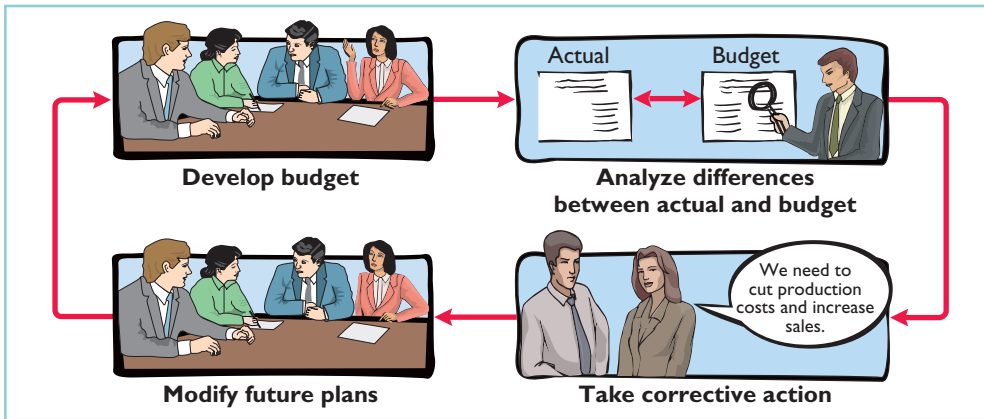 Actual
Budget
Develop budget
Analyze differences
between actual and budget
We need to
cut production
costs and increase
sales.
Modify future plans
Take corrective action